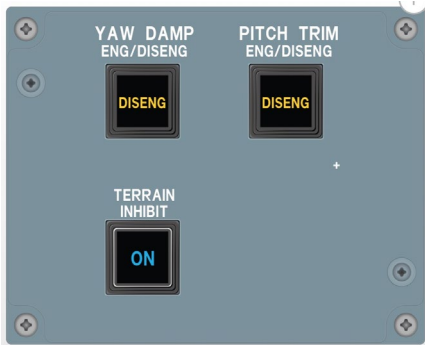 YAW DAMP
ENG/DISENG
PITCH TRIM
ENG/DISENG
DISENG
DISENG
TERRAIN
INHIBIT
ON